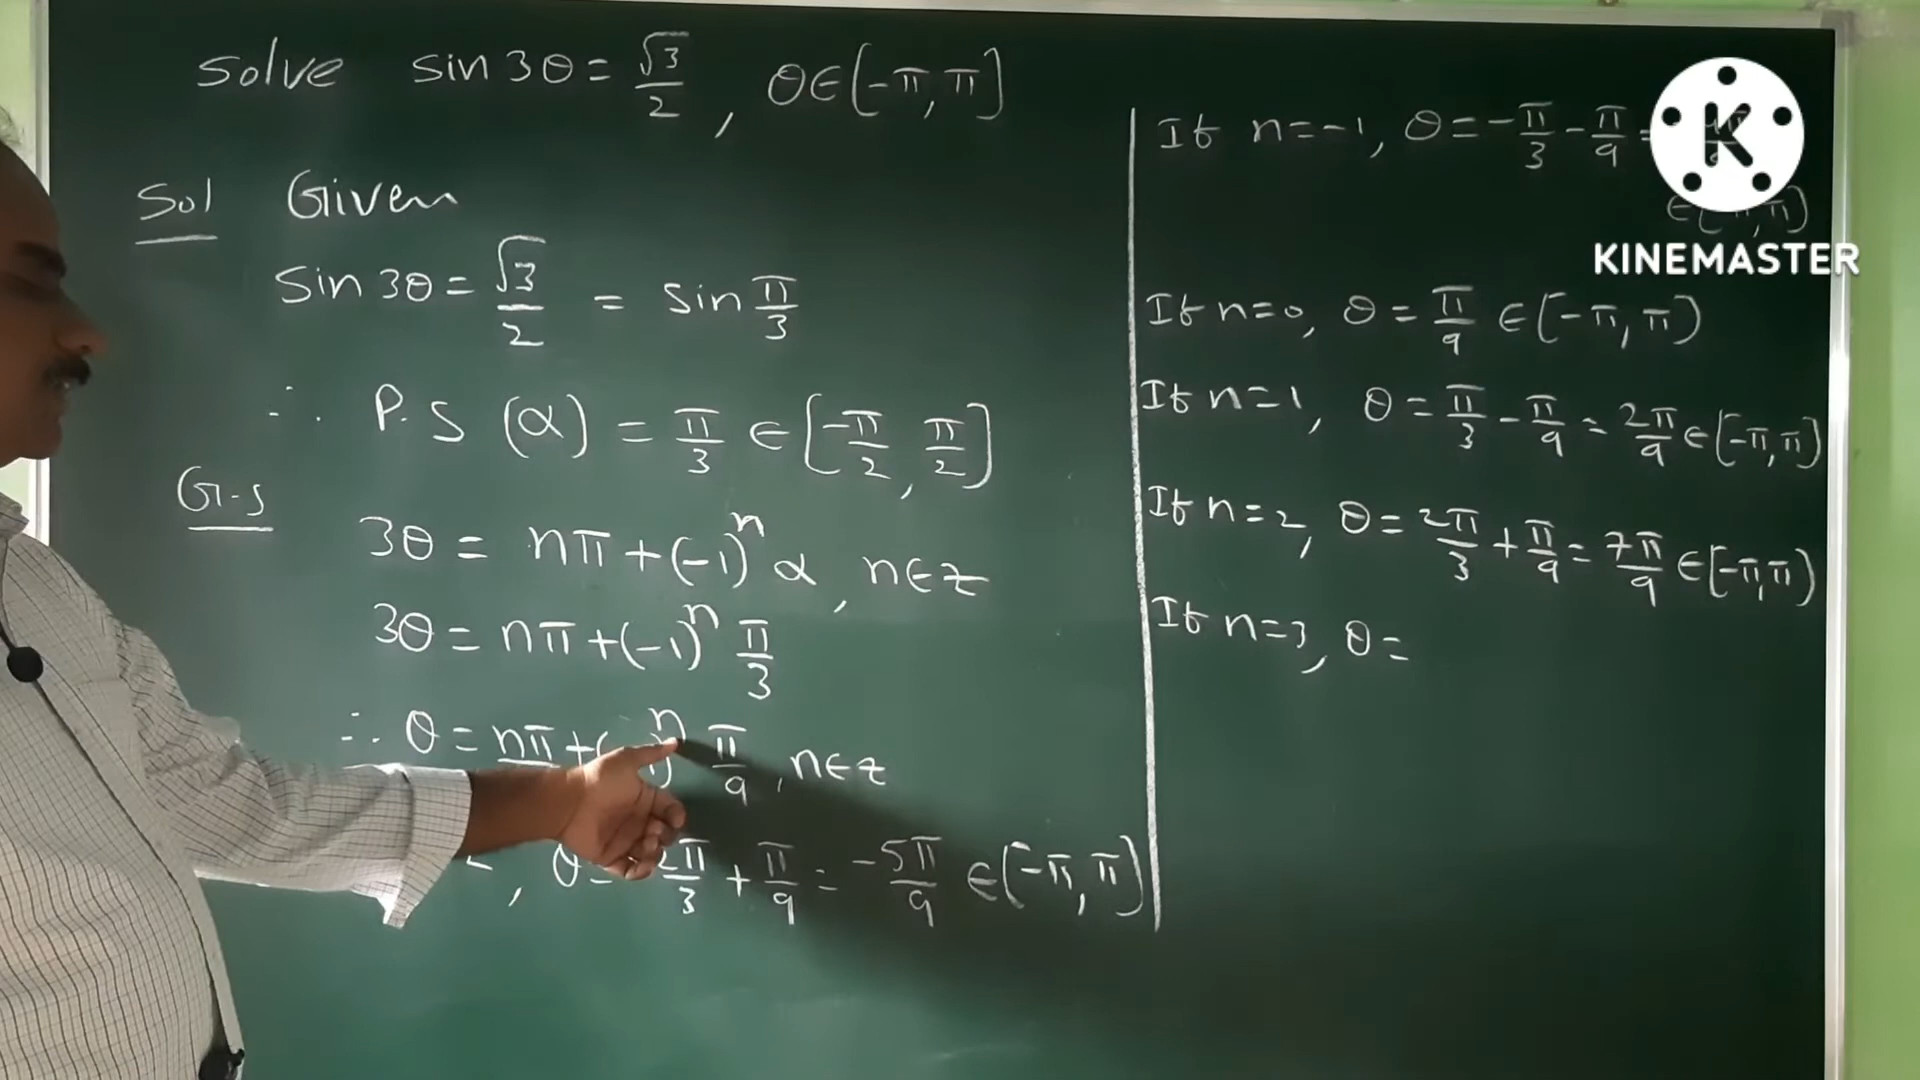 Solve sin 3θ = √3/2, θ∈[-π, π]
Sol Given
Sin 3θ = √3/2 = sin π/3
∴ P.S (α) = π/3 ∈ [-π/2, π/2]
G.S
3θ = nπ + (-1)ⁿ α, n∈z
3θ = nπ + (-1)ⁿ π/3
∴ θ = nπ + ( 1)ⁿ π/9, n∈z
, θ = 2π/3 + π/9 = -5π/9 ∈ [-π, π]
If n=-1, θ = -π/3 - π/9 =
If n=0, θ = π/9 ∈ [-π, π)
If n=1, θ = π/3 - π/9 = 2π/9 ∈ [-π, π]
If n=2, θ = 2π/3 + π/9 = 7π/9 ∈ [-π, π)
If n=3, θ =
K
KINEMASTER